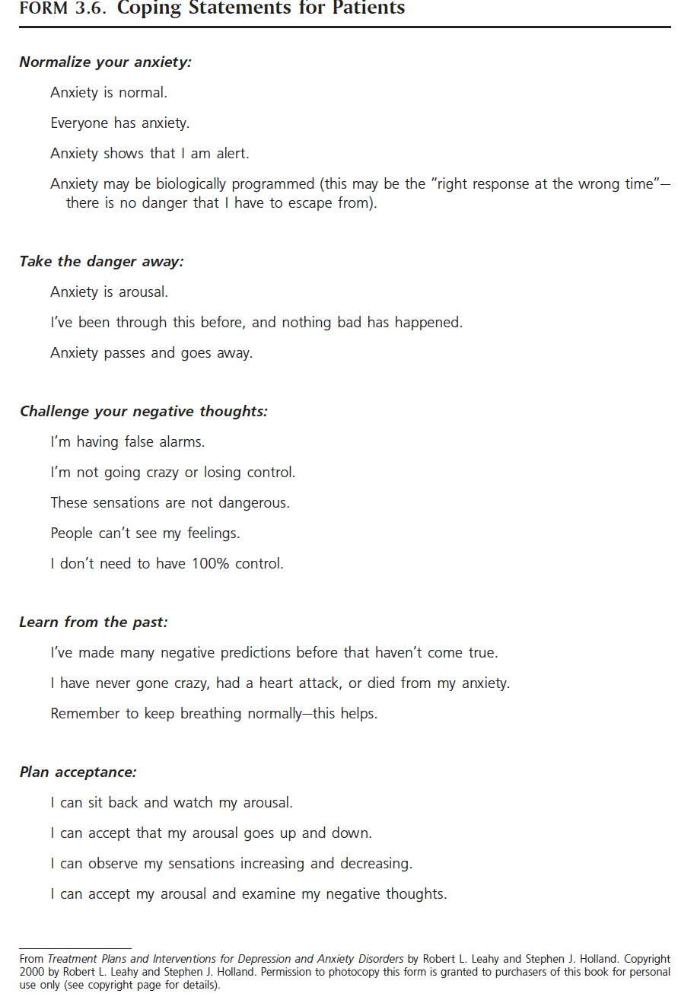 FORM 3.6. Coping Statements for Patients
Normalize your anxiety:
Anxiety is normal.
Everyone has anxiety.
Anxiety shows that I am alert.
Anxiety may be biologically programmed (this may be the “right response at the wrong time”—
there is no danger that I have to escape from).
Take the danger away:
Anxiety is arousal.
I’ve been through this before, and nothing bad has happened.
Anxiety passes and goes away.
Challenge your negative thoughts:
I’m having false alarms.
I’m not going crazy or losing control.
These sensations are not dangerous.
People can’t see my feelings.
I don’t need to have 100% control.
Learn from the past:
I’ve made many negative predictions before that haven’t come true.
I have never gone crazy, had a heart attack, or died from my anxiety.
Remember to keep breathing normally—this helps.
Plan acceptance:
I can sit back and watch my arousal.
I can accept that my arousal goes up and down.
I can observe my sensations increasing and decreasing.
I can accept my arousal and examine my negative thoughts.
From Treatment Plans and Interventions for Depression and Anxiety Disorders by Robert L. Leahy and Stephen J. Holland. Copyright
2000 by Robert L. Leahy and Stephen J. Holland. Permission to photocopy this form is granted to purchasers of this book for personal
use only (see copyright page for details).